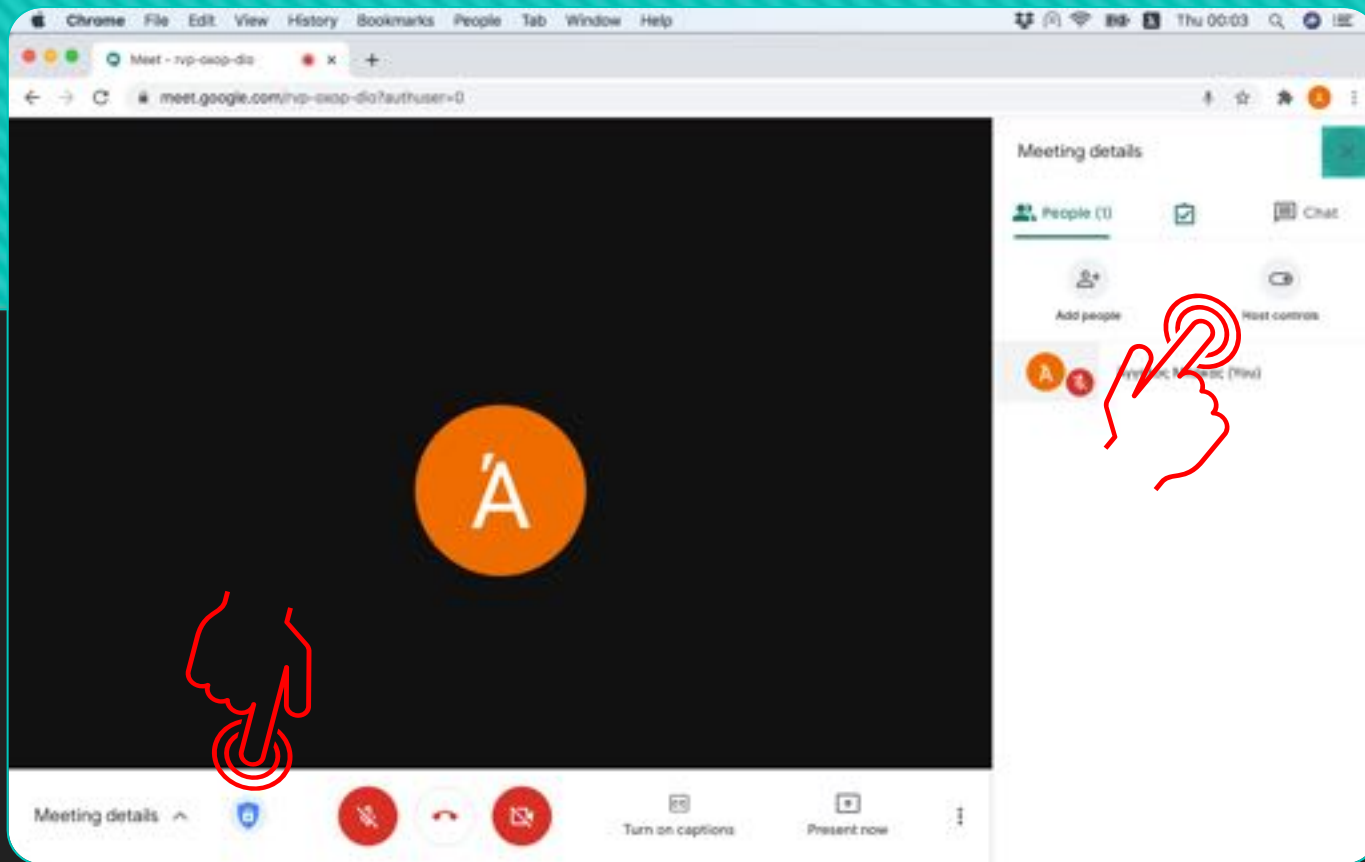 Chrome File Edit View History Bookmarks People Tab Window Help Thu 00:03
Meet - rvp-oxop-dio
meet.google.com/rvp-oxop-dio?authuser=0
Meeting details
People (1) Chat
Add people Host controls
(You)
Ά
Meeting details Turn on captions Present now